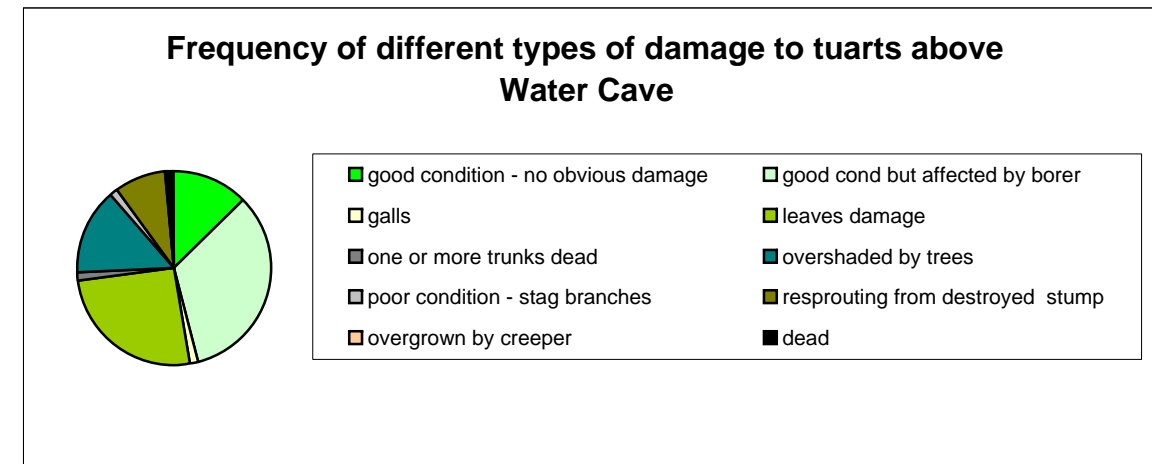 Frequency of different types of damage to tuarts above
Water Cave
good condition - no obvious damage
good cond but affected by borer
galls
leaves damage
one or more trunks dead
overshaded by trees
poor condition - stag branches
resprouting from destroyed  stump
overgrown by creeper
dead